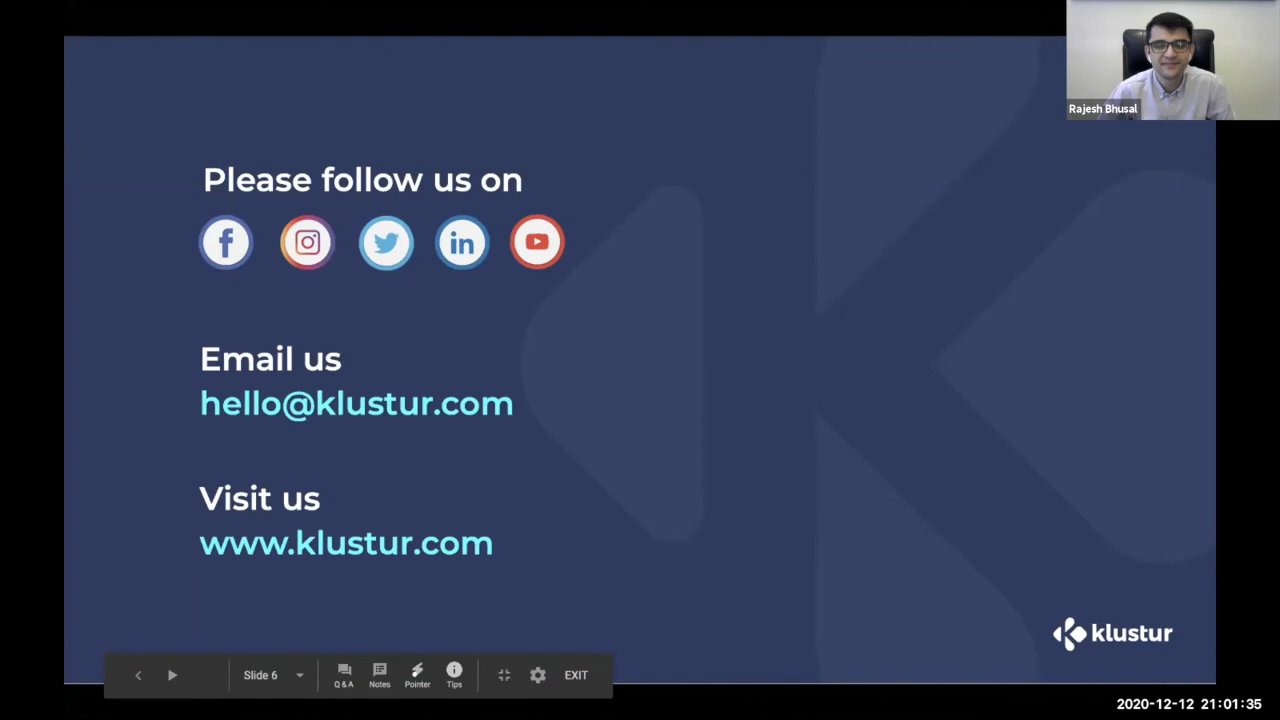 Rajesh Bhusal
Please follow us on
f
in
Email us
hello@klustur.com
Visit us
www.klustur.com
klustur
Slide 6
Q & A
Notes
Pointer
Tips
EXIT
2020-12-12 21:01:35